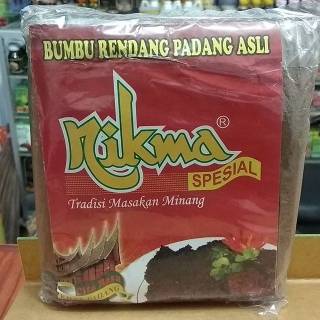 BUMBU RENDANG PADANG ASLI
Nikma ®
SPESIAL
Tradisi Masakan Minang